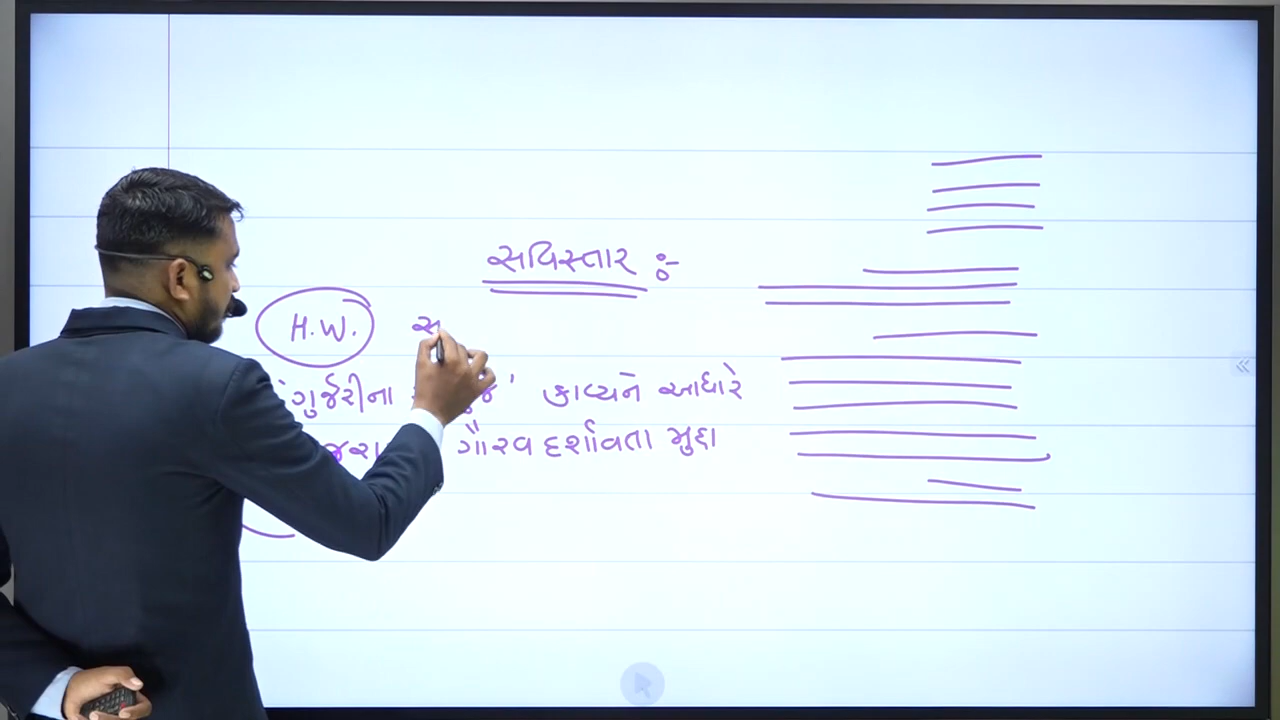 સવિસ્તાર :-
H.W. સ
'ગુર્જરીના ' કાવ્યને આધારે
ગૌરવ દર્શાવતા મુદ્દા